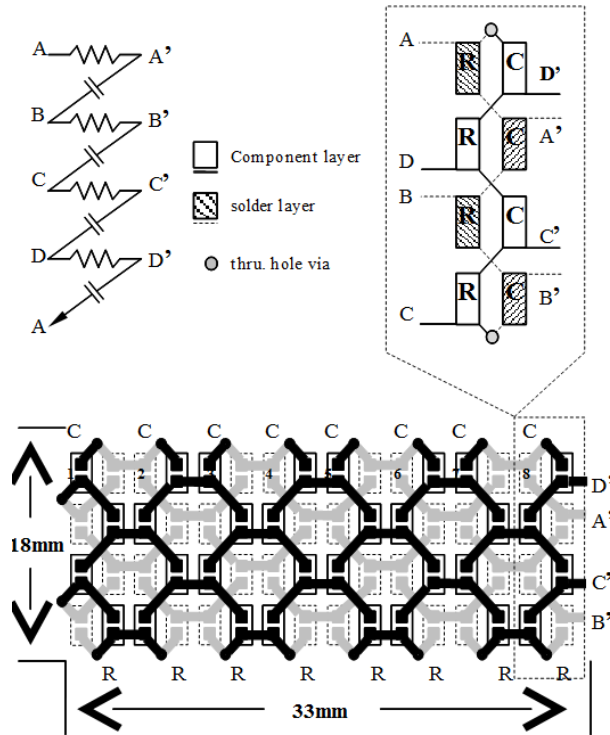 A A'
B B'
C C'
D D'
A
Component layer
solder layer
thru. hole via
A R C D'
R C A'
D
B R C C'
R C B'
C
C C C C C C C C
1 2 3 4 5 6 7 8
D'
A'
18mm
C'
B'
R R R R R R R R
33mm